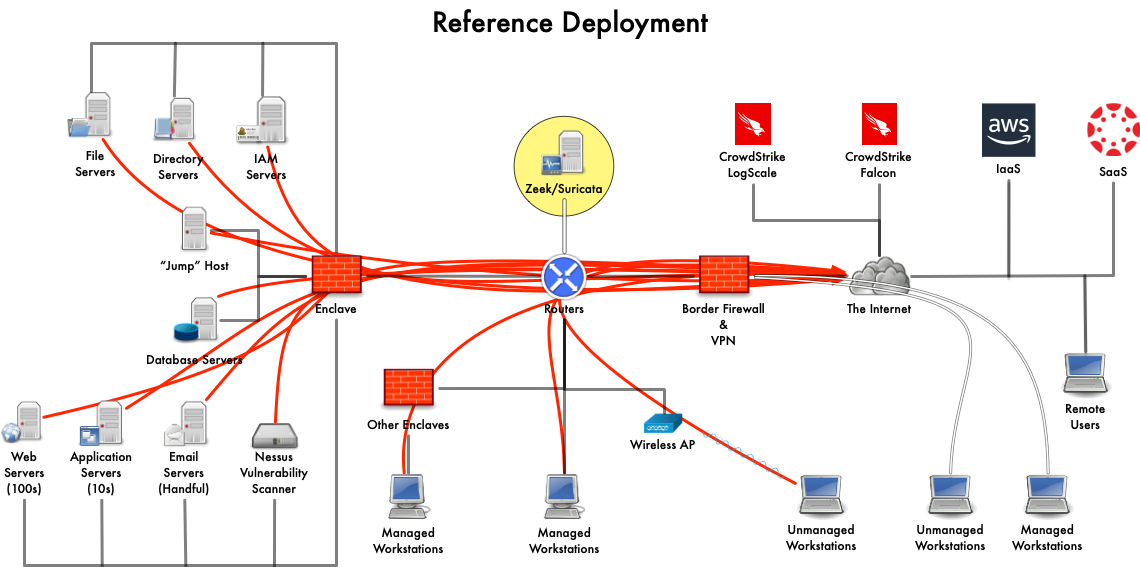 Reference Deployment
File
Servers
Directory
Servers
IAM
Servers
Zeek/Suricata
CrowdStrike
LogScale
CrowdStrike
Falcon
aws
IaaS
SaaS
“Jump” Host
Enclave
Routers
Border Firewall
&
VPN
The Internet
Database Servers
Other Enclaves
Wireless AP
Remote
Users
Web
Servers
(100s)
Application
Servers
(10s)
Email
Servers
(Handful)
Nessus
Vulnerability
Scanner
Managed
Workstations
Managed
Workstations
Unmanaged
Workstations
Unmanaged
Workstations
Managed
Workstations